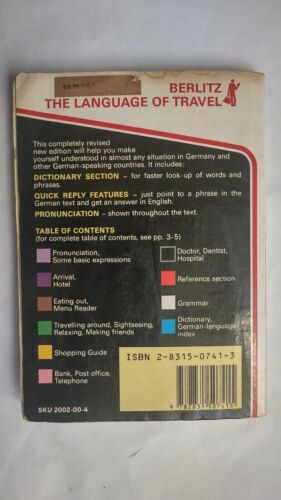 BERLITZ
THE LANGUAGE OF TRAVEL
This completely revised
new edition will help you make
yourself understood in almost any situation in Germany and
other German-speaking countries. It includes:
DICTIONARY SECTION – for faster look-up of words and
phrases.
QUICK REPLY FEATURES – just point to a phrase in the
German text and get an answer in English.
PRONUNCIATION – shown throughout the text.
TABLE OF CONTENTS
(for complete table of contents, see pp. 3-5)
Pronunciation,
Some basic expressions
Arrival,
Hotel
Eating out,
Menu Reader
Travelling around, Sightseeing,
Relaxing, Making friends
Shopping Guide
Bank, Post office,
Telephone
Doctor, Dentist,
Hospital
Reference section
Grammar
Dictionary,
German-language
index
ISBN 2-8315-0741-3
9 782831 507415
SKU 2002-00-4